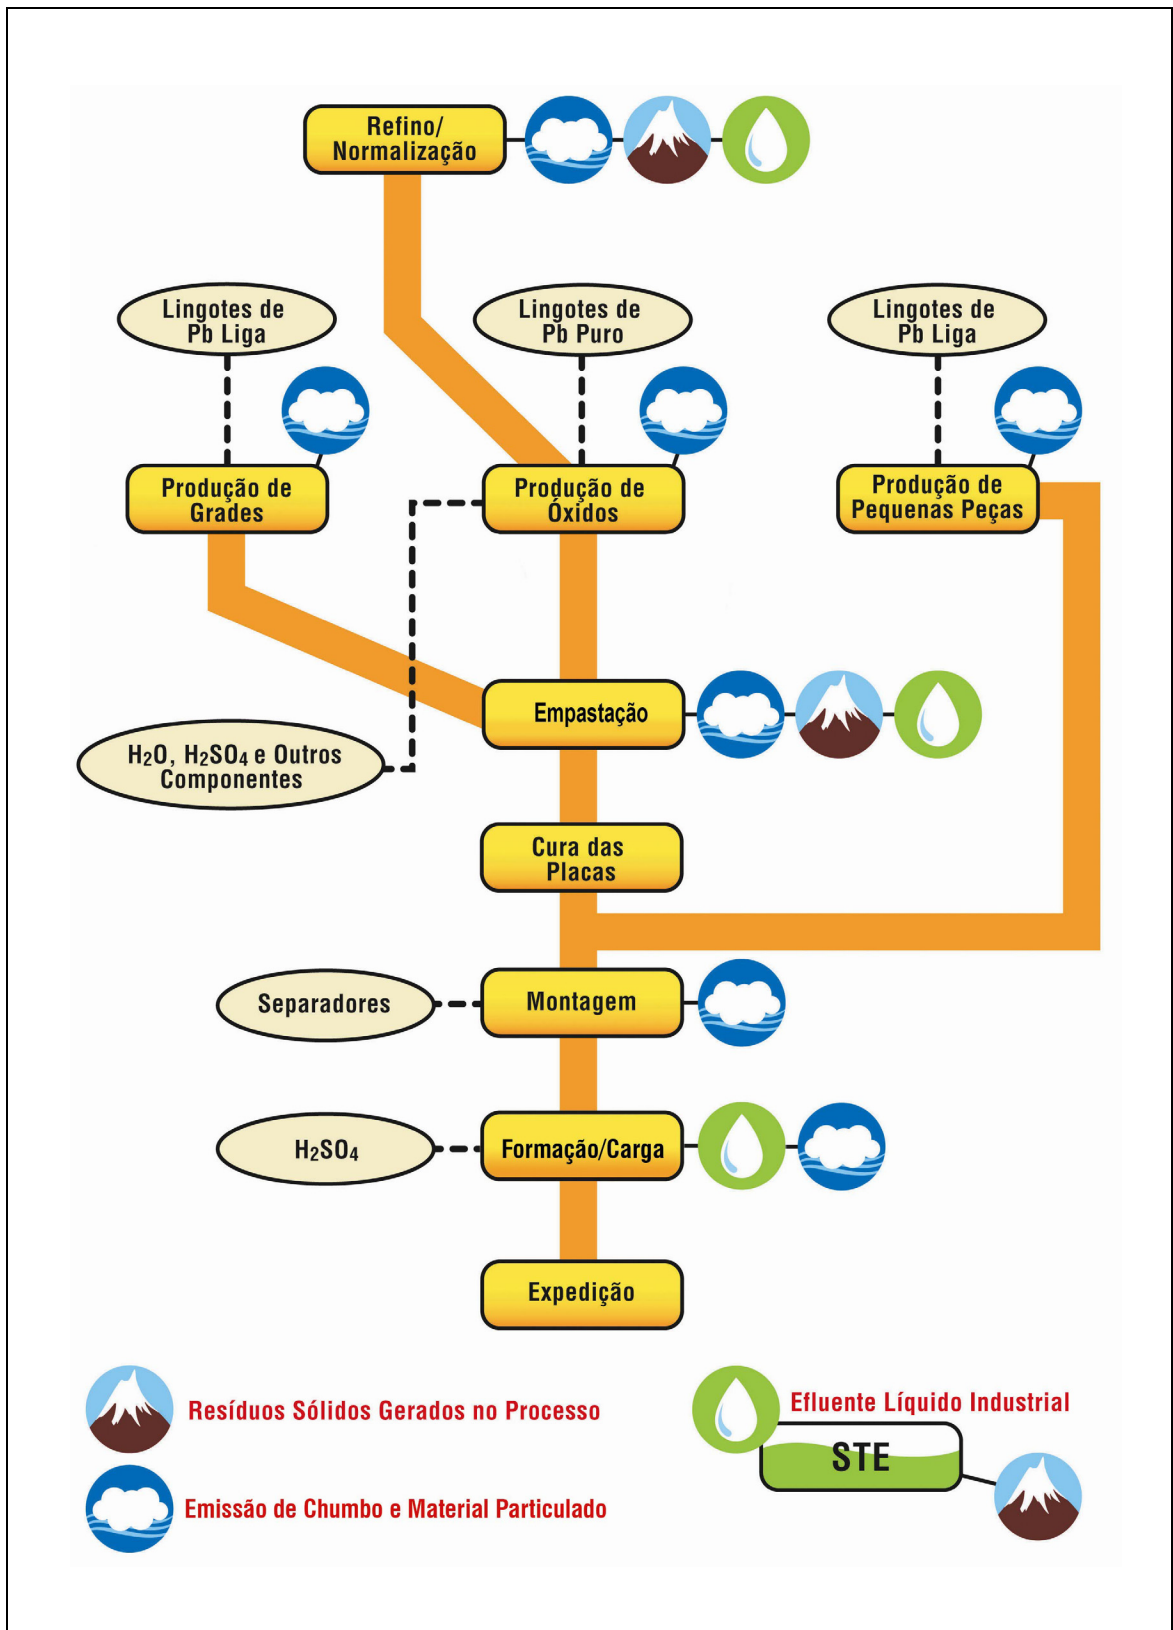 Refino/
Normalização
Lingotes de
Pb Liga
Lingotes de
Pb Puro
Lingotes de
Pb Liga
Produção de
Grades
Produção de
Óxidos
Produção de
Pequenas Peças
Empastação
H₂O, H₂SO₄ e Outros
Componentes
Cura das
Placas
Separadores
Montagem
H₂SO₄
Formação/Carga
Expedição
Resíduos Sólidos Gerados no Processo
Efluente Líquido Industrial
STE
Emissão de Chumbo e Material Particulado